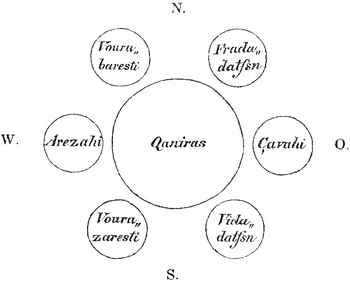 N.
Voura„
baresti
Frada„
datfsn
W.
Arezahi
Qaniras
Çavahi
O.
Voura„
zaresti
Vida„
datfsn
S.